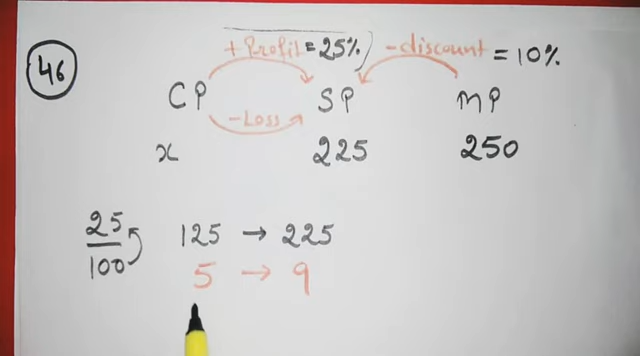 46
+ Profit = 25%) - discount = 10%
CP SP MP
- Loss
x 225 250
25/100 125 → 225
5 → 9